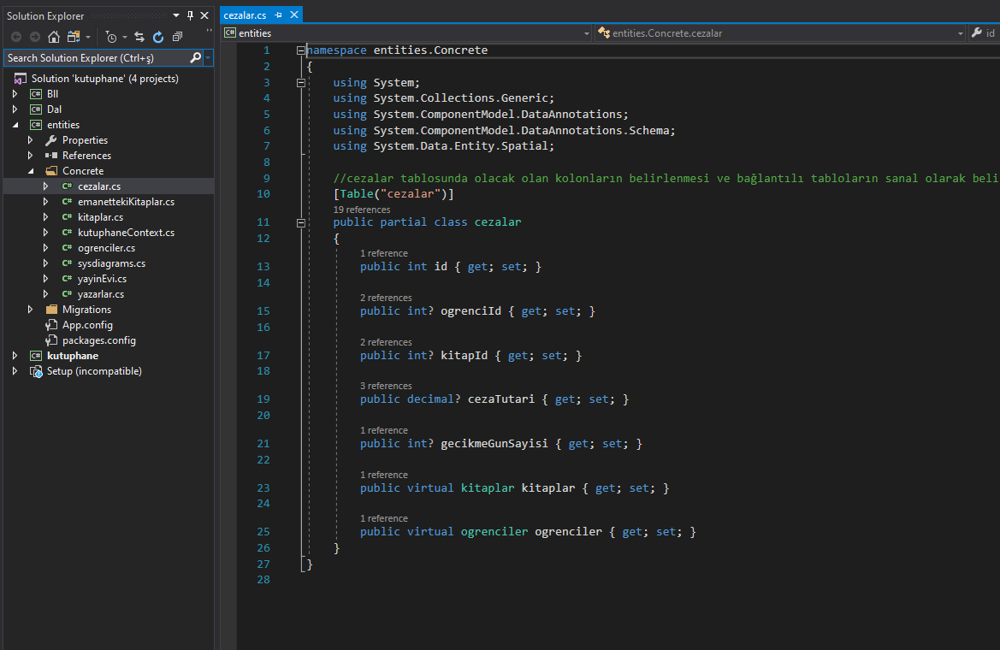 Solution Explorer
Search Solution Explorer (Ctrl+ş)
Solution 'kutuphane' (4 projects)
C# Bll
C# Dal
C# entities
Properties
References
Concrete
C# cezalar.cs
C# emanettekiKitaplar.cs
C# kitaplar.cs
C# kutuphaneContext.cs
C# ogrenciler.cs
C# sysdiagrams.cs
C# yayinEvi.cs
C# yazarlar.cs
Migrations
App.config
packages.config
C# kutuphane
Setup (incompatible)
cezalar.cs
C# entities
entities.Concrete.cezalar
id
1 namespace entities.Concrete
2 {
3 using System;
4 using System.Collections.Generic;
5 using System.ComponentModel.DataAnnotations;
6 using System.ComponentModel.DataAnnotations.Schema;
7 using System.Data.Entity.Spatial;
8
9 //cezalar tablosunda olacak olan kolonların belirlenmesi ve bağlantılı tabloların sanal olarak beli
10 [Table("cezalar")]
19 references
11 public partial class cezalar
12 {
1 reference
13 public int id { get; set; }
14
2 references
15 public int? ogrenciId { get; set; }
16
2 references
17 public int? kitapId { get; set; }
18
3 references
19 public decimal? cezaTutari { get; set; }
20
1 reference
21 public int? gecikmeGunSayisi { get; set; }
22
1 reference
23 public virtual kitaplar kitaplar { get; set; }
24
1 reference
25 public virtual ogrenciler ogrenciler { get; set; }
26 }
27 }
28